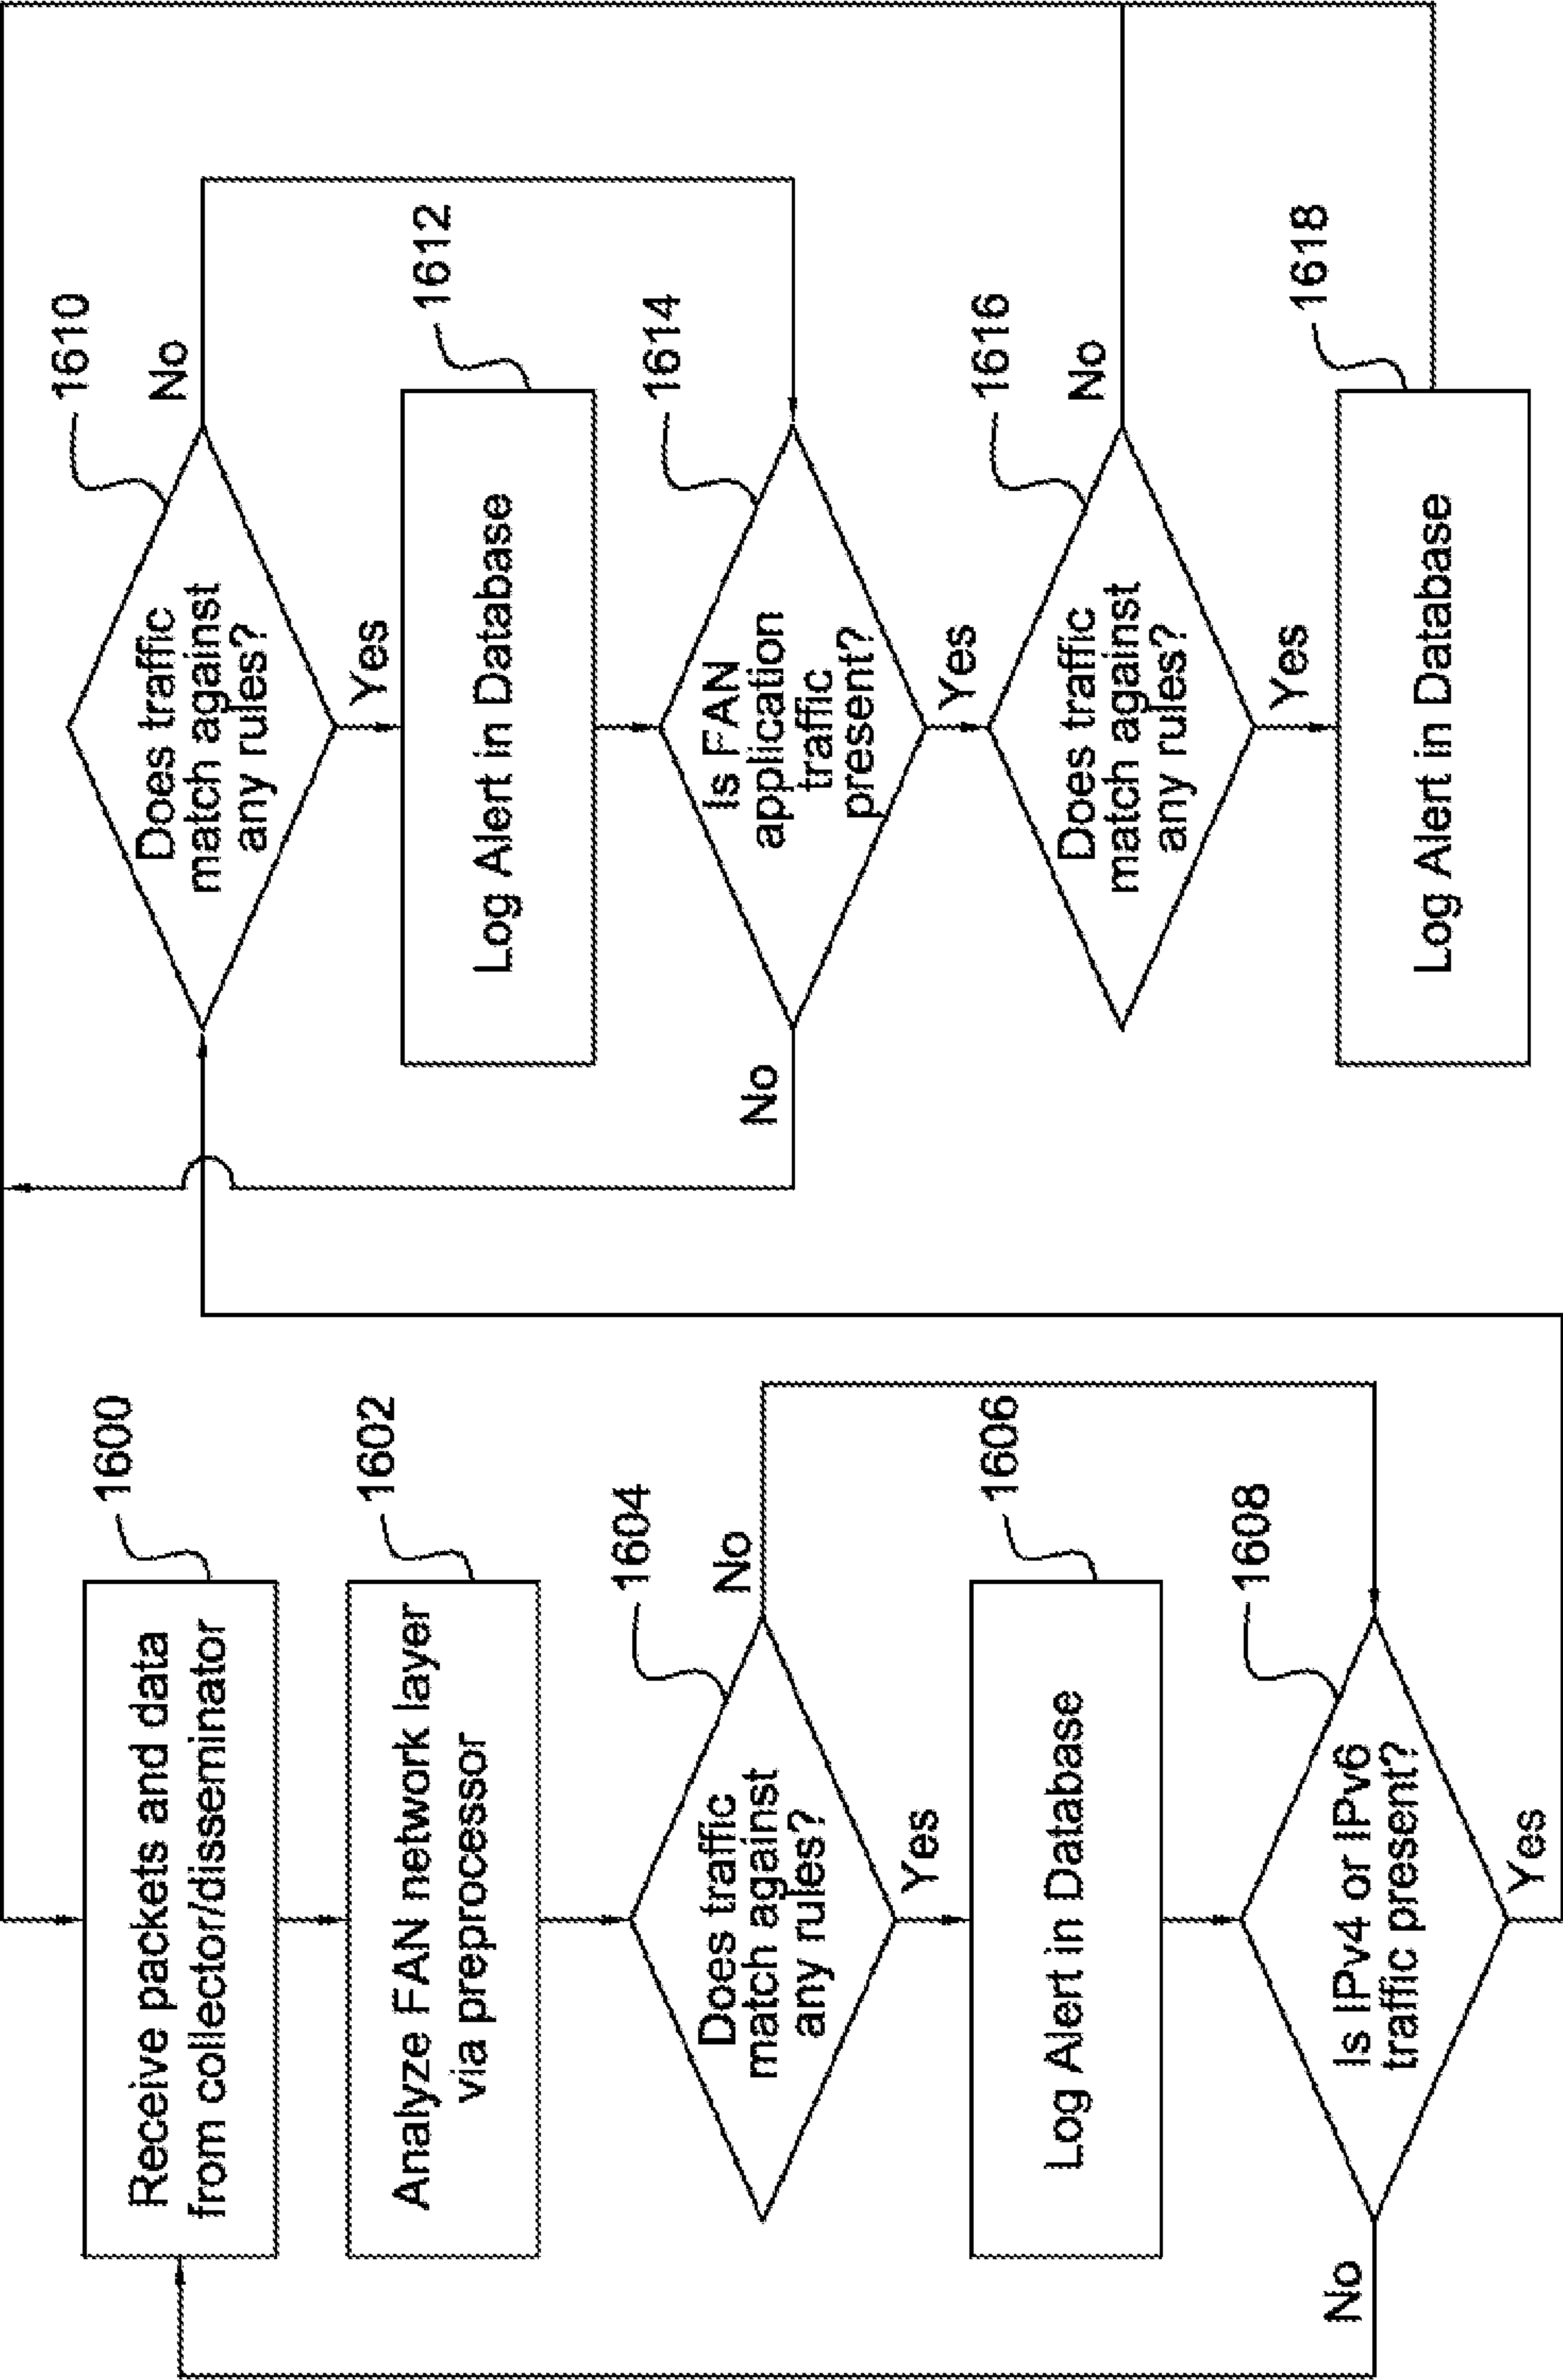 1600
Receive packets and data
from collector/disseminator
1602
Analyze FAN network layer
via preprocessor
1604
Does traffic
match against
any rules?
No
Yes
1606
Log Alert in Database
1608
Is IPv4 or IPv6
traffic present?
No
Yes
1610
Does traffic
match against
any rules?
No
Yes
1612
Log Alert in Database
1614
Is FAN
application
traffic
present?
No
Yes
1616
Does traffic
match against
any rules?
No
Yes
1618
Log Alert in Database